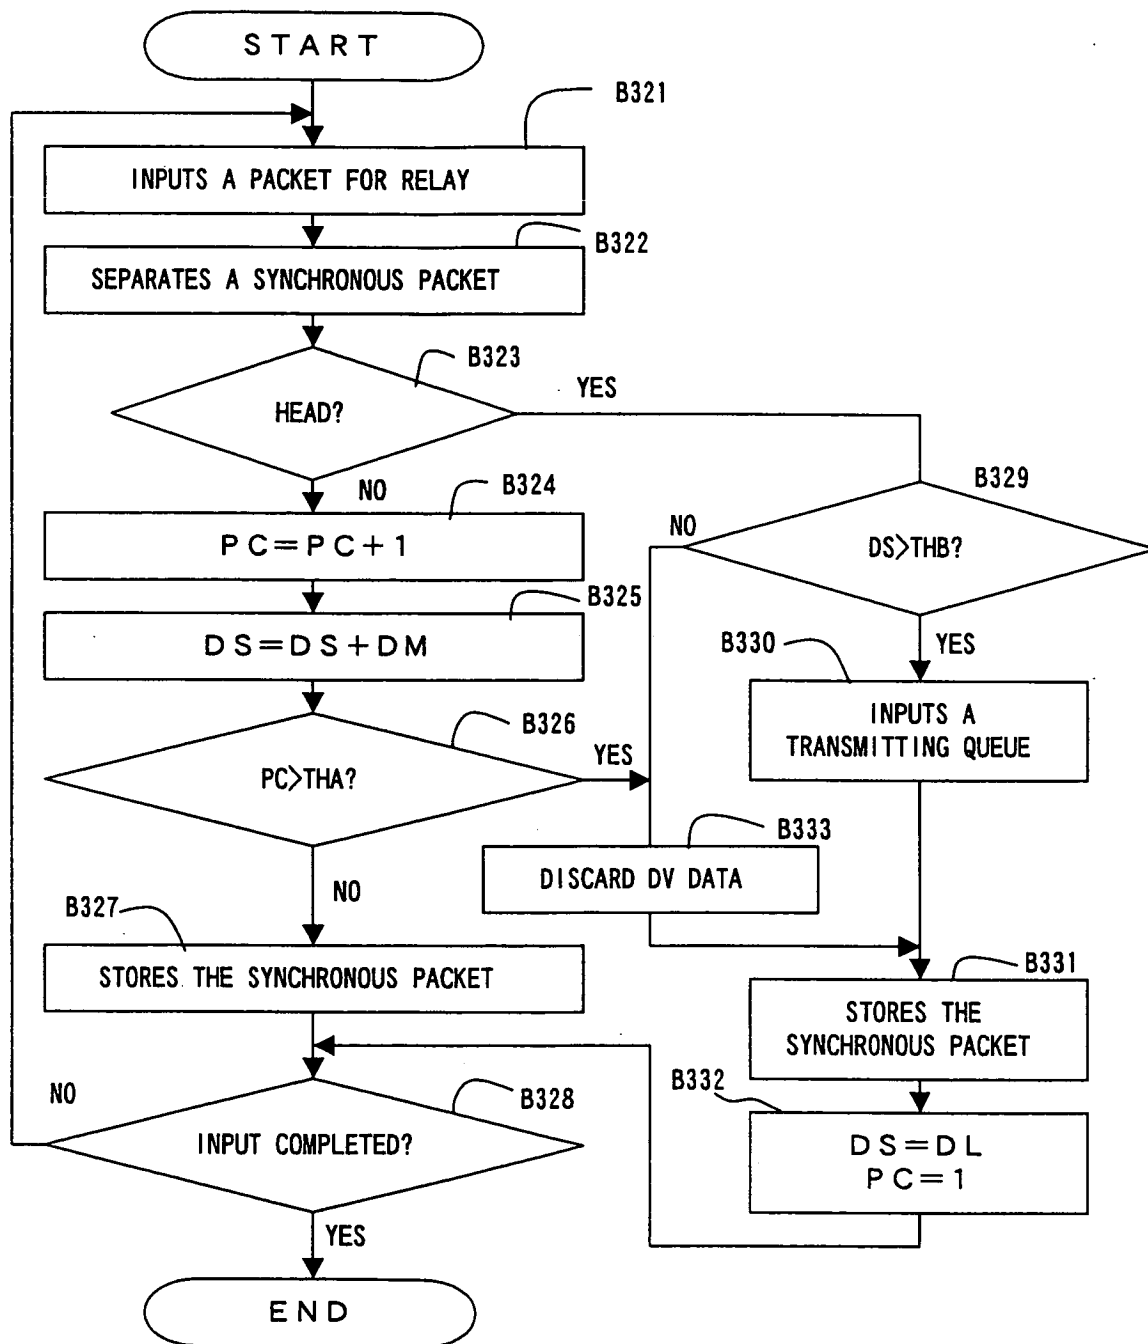 START
B321
INPUTS A PACKET FOR RELAY
B322
SEPARATES A SYNCHRONOUS PACKET
B323
HEAD?
YES
NO
B324
PC=PC+1
B325
DS=DS+DM
B326
PC>THA?
YES
NO
B327
STORES THE SYNCHRONOUS PACKET
B328
INPUT COMPLETED?
NO
YES
END
B329
DS>THB?
NO
YES
B330
INPUTS A
TRANSMITTING QUEUE
B333
DISCARD DV DATA
B331
STORES THE
SYNCHRONOUS PACKET
B332
DS=DL
PC=1